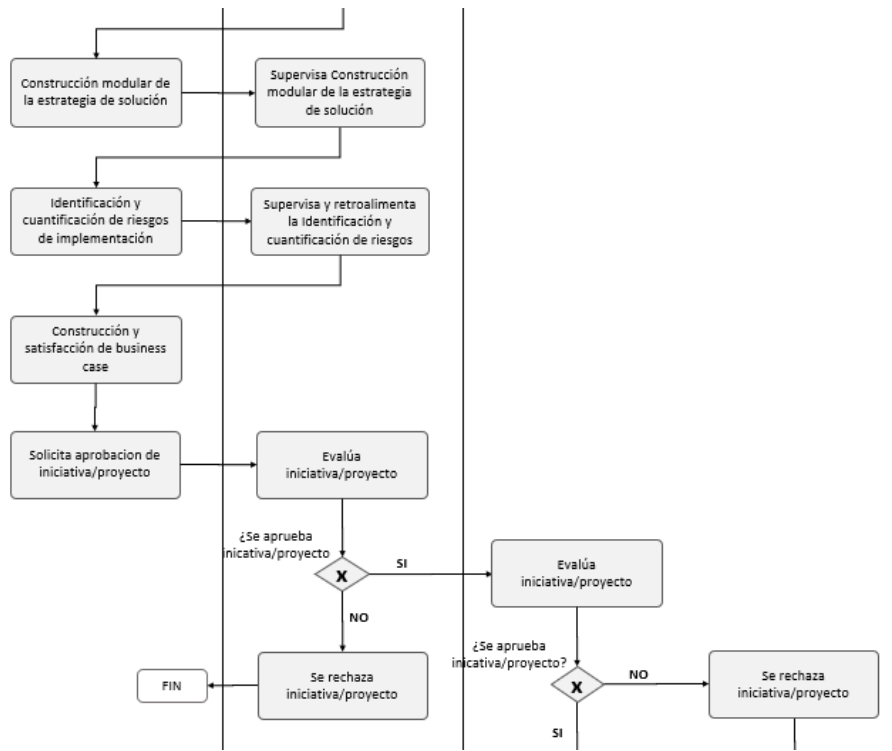 Construcción modular de
la estrategia de solución
Supervisa Construcción
modular de la estrategia
de solución
Identificación y
cuantificación de riesgos
de implementación
Supervisa y retroalimenta
la Identificación y
cuantificación de riesgos
Construcción y
satisfacción de business
case
Solicita aprobacion de
iniciativa/proyecto
Evalúa
iniciativa/proyecto
¿Se aprueba
inicativa/proyecto
X
SI
Evalúa
iniciativa/proyecto
NO
¿Se aprueba
inicativa/proyecto?
FIN
Se rechaza
iniciativa/proyecto
X
NO
Se rechaza
iniciativa/proyecto
SI